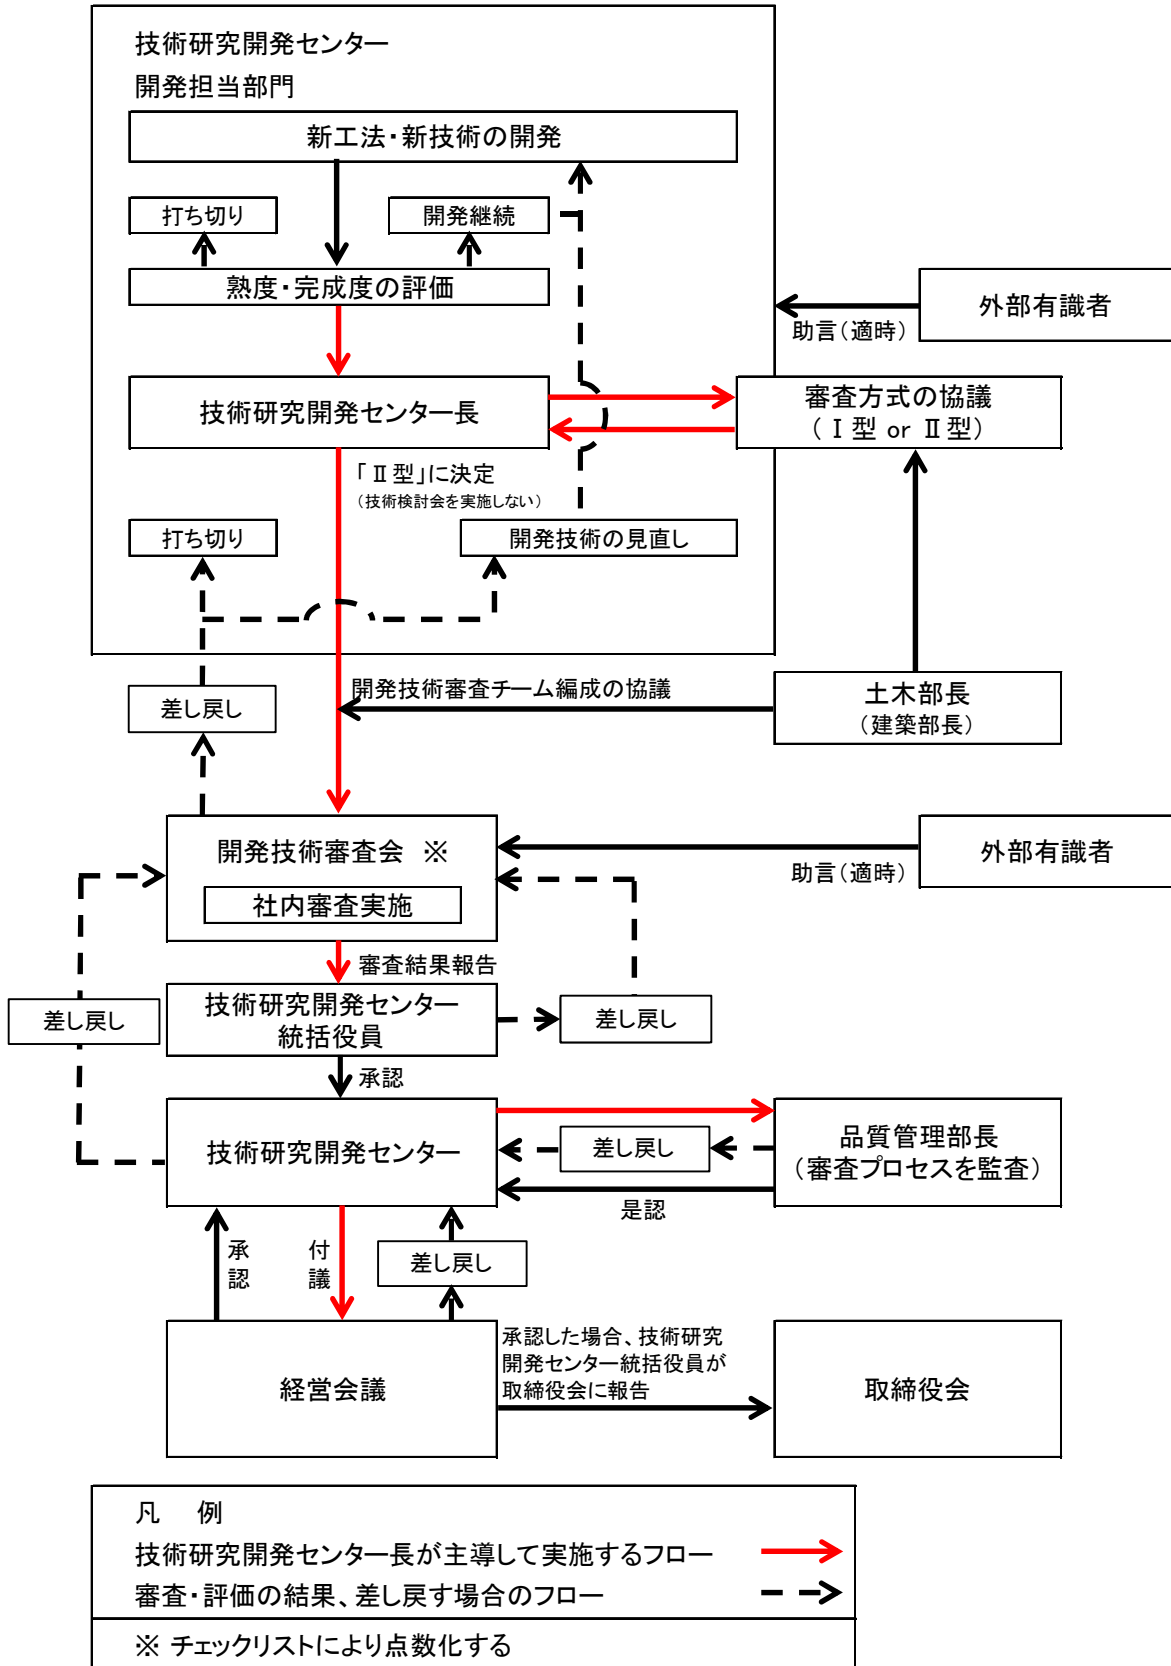 技術研究開発センター
開発担当部門
新工法・新技術の開発
打ち切り
開発継続
熟度・完成度の評価
外部有識者
助言（適時）
技術研究開発センター長
審査方式の協議
（Ⅰ型 or Ⅱ型）
「Ⅱ型」に決定
（技術検討会を実施しない）
打ち切り
開発技術の見直し
差し戻し
開発技術審査チーム編成の協議
土木部長
（建築部長）
開発技術審査会 ※
社内審査実施
外部有識者
助言（適時）
審査結果報告
技術研究開発センター
統括役員
差し戻し
差し戻し
承認
技術研究開発センター
差し戻し
品質管理部長
（審査プロセスを監査）
是認
承認
付議
差し戻し
経営会議
承認した場合、技術研究
開発センター統括役員が
取締役会に報告
取締役会
凡　例
技術研究開発センター長が主導して実施するフロー
審査・評価の結果、差し戻す場合のフロー
※ チェックリストにより点数化する